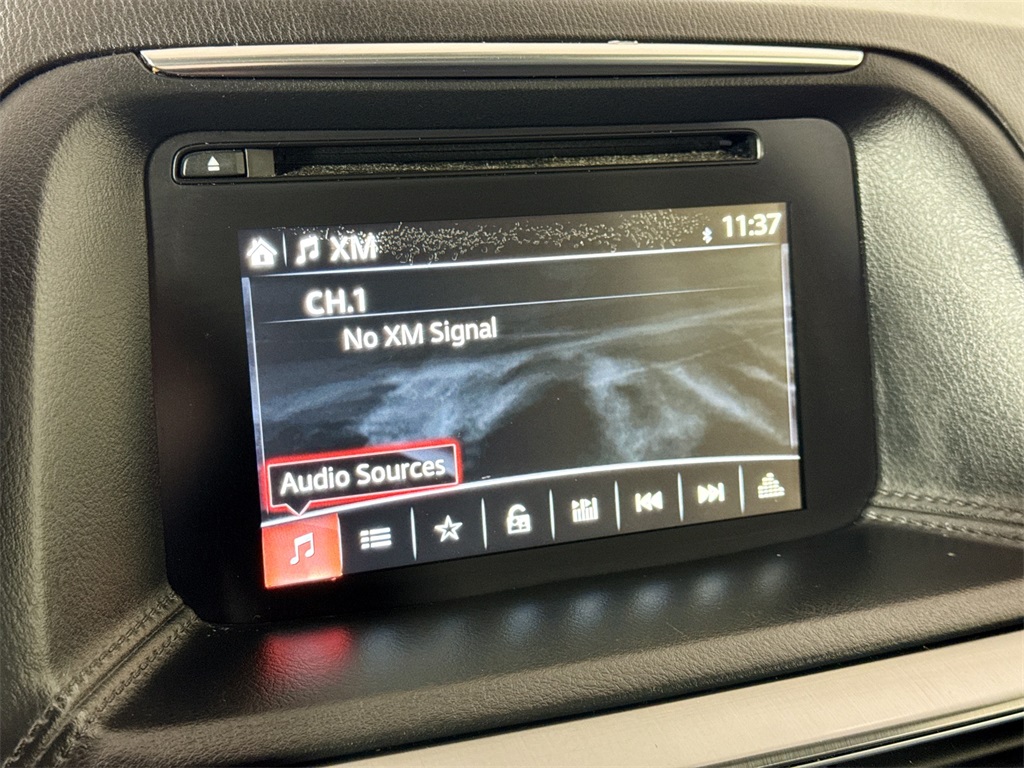 XM 11:37
CH.1
No XM Signal
Audio Sources